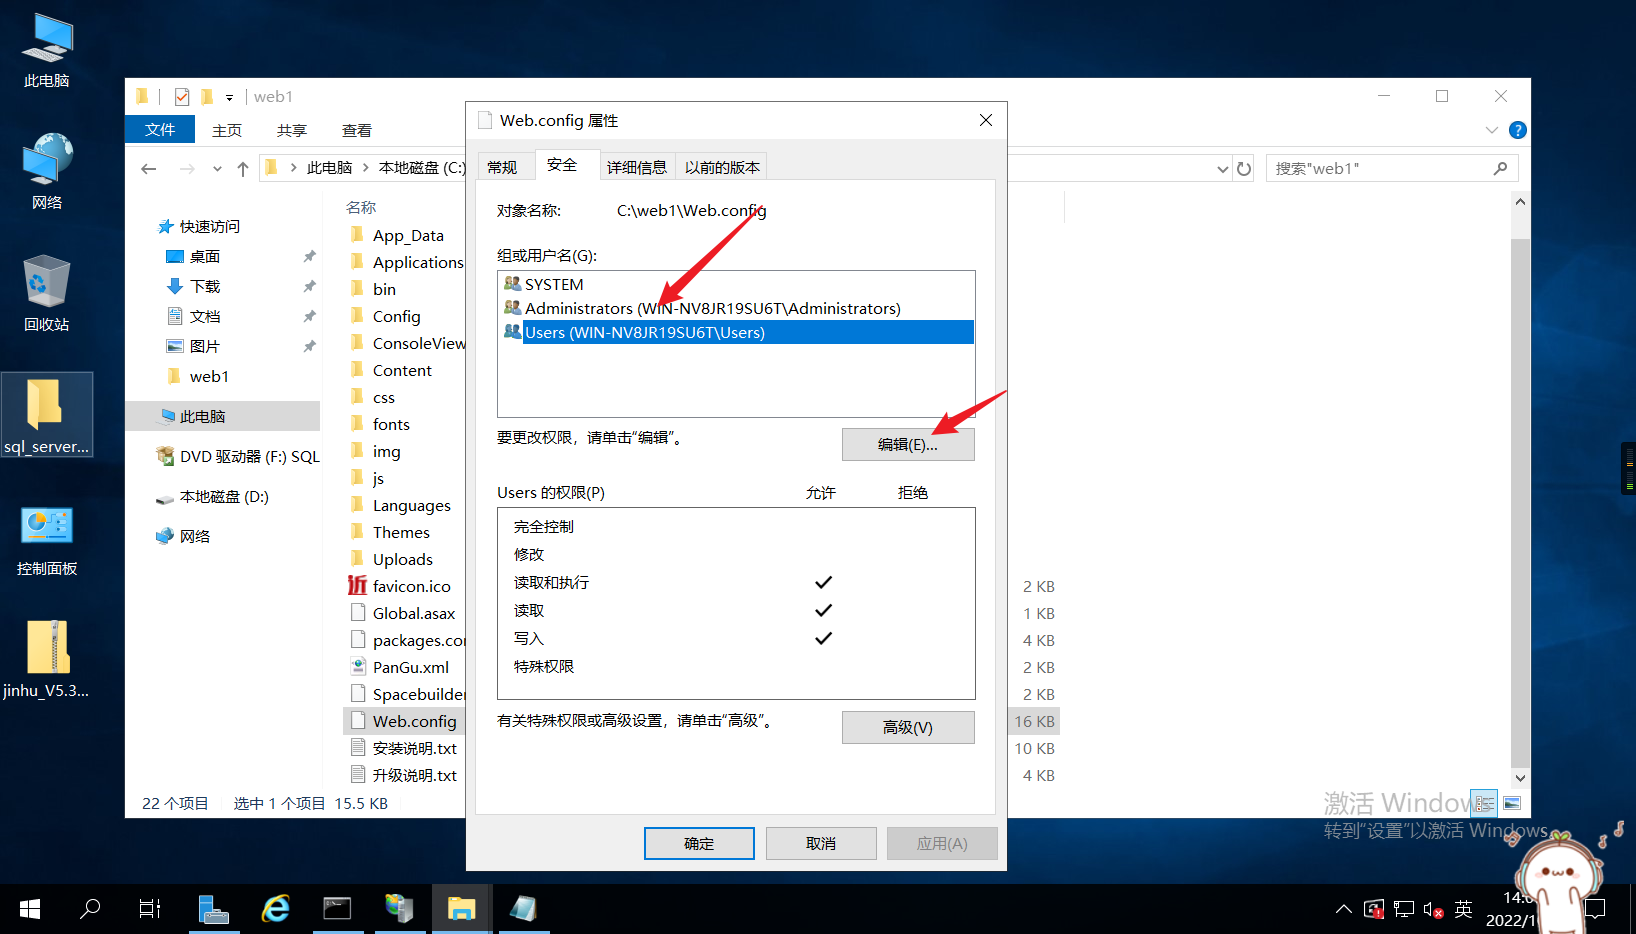 此电脑
网络
回收站
sql_server...
控制面板
jinhu_V5.3...
web1
文件
主页
共享
查看
此电脑
本地磁盘 (C:)
搜索"web1"
快速访问
桌面
下载
文档
图片
web1
此电脑
DVD 驱动器 (F:) SQL
本地磁盘 (D:)
网络
名称
App_Data
Applications
bin
Config
ConsoleView
Content
css
fonts
img
js
Languages
Themes
Uploads
favicon.ico
2 KB
Global.asax
1 KB
packages.con
4 KB
PanGu.xml
2 KB
Spacebuilder
2 KB
Web.config
16 KB
安装说明.txt
10 KB
升级说明.txt
4 KB
22 个项目
选中 1 个项目 15.5 KB
Web.config 属性
常规
安全
详细信息
以前的版本
对象名称:
C:\web1\Web.config
组或用户名(G):
SYSTEM
Administrators (WIN-NV8JR19SU6T\Administrators)
Users (WIN-NV8JR19SU6T\Users)
要更改权限，请单击“编辑”。
编辑(E)...
Users 的权限(P)
允许
拒绝
完全控制
修改
读取和执行
读取
写入
特殊权限
有关特殊权限或高级设置，请单击“高级”。
高级(V)
确定
取消
应用(A)
激活 Windows
转到“设置”以激活 Windows。
英
14:0
2022/1